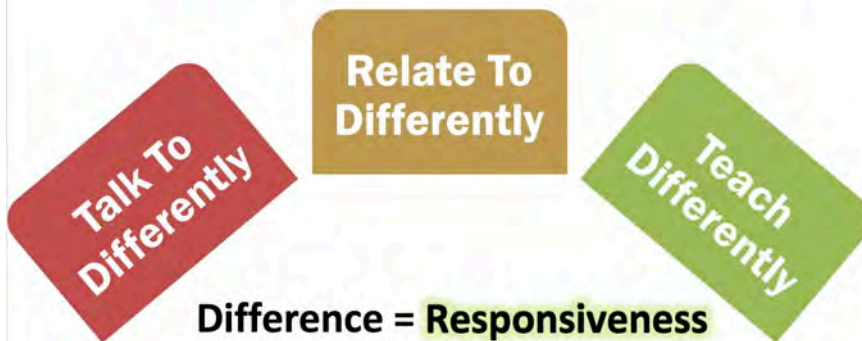 Talk To
Differently
Relate To
Differently
Teach
Differently
Difference = Responsiveness